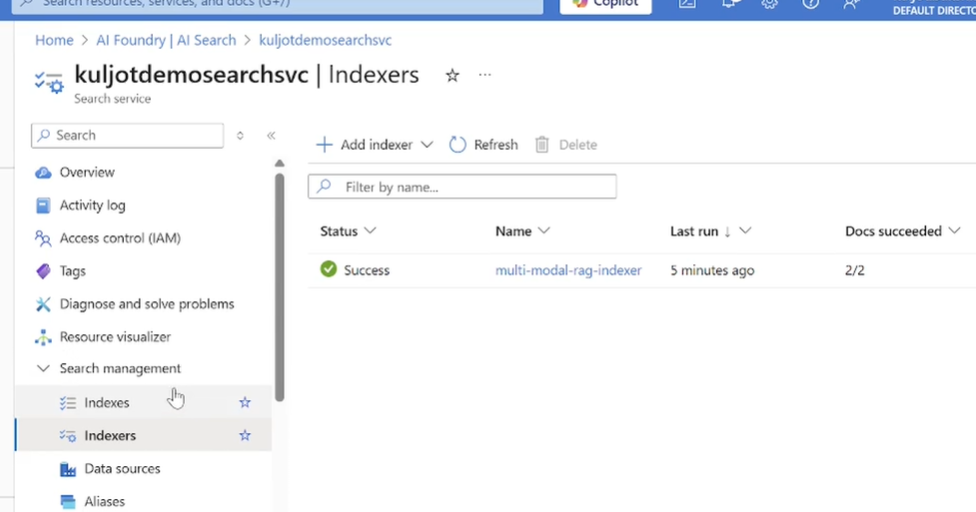 Search resources, services, and docs (G+/)
Copilot
DEFAULT DIRECTO
Home > AI Foundry | AI Search > kuljotdemosearchsvc
kuljotdemosearchsvc | Indexers
Search service
Search
Add indexer
Refresh
Delete
Filter by name...
Overview
Activity log
Access control (IAM)
Tags
Diagnose and solve problems
Resource visualizer
Search management
Indexes
Indexers
Data sources
Aliases
Status Name Last run ↓ Docs succeeded
Success multi-modal-rag-indexer 5 minutes ago 2/2